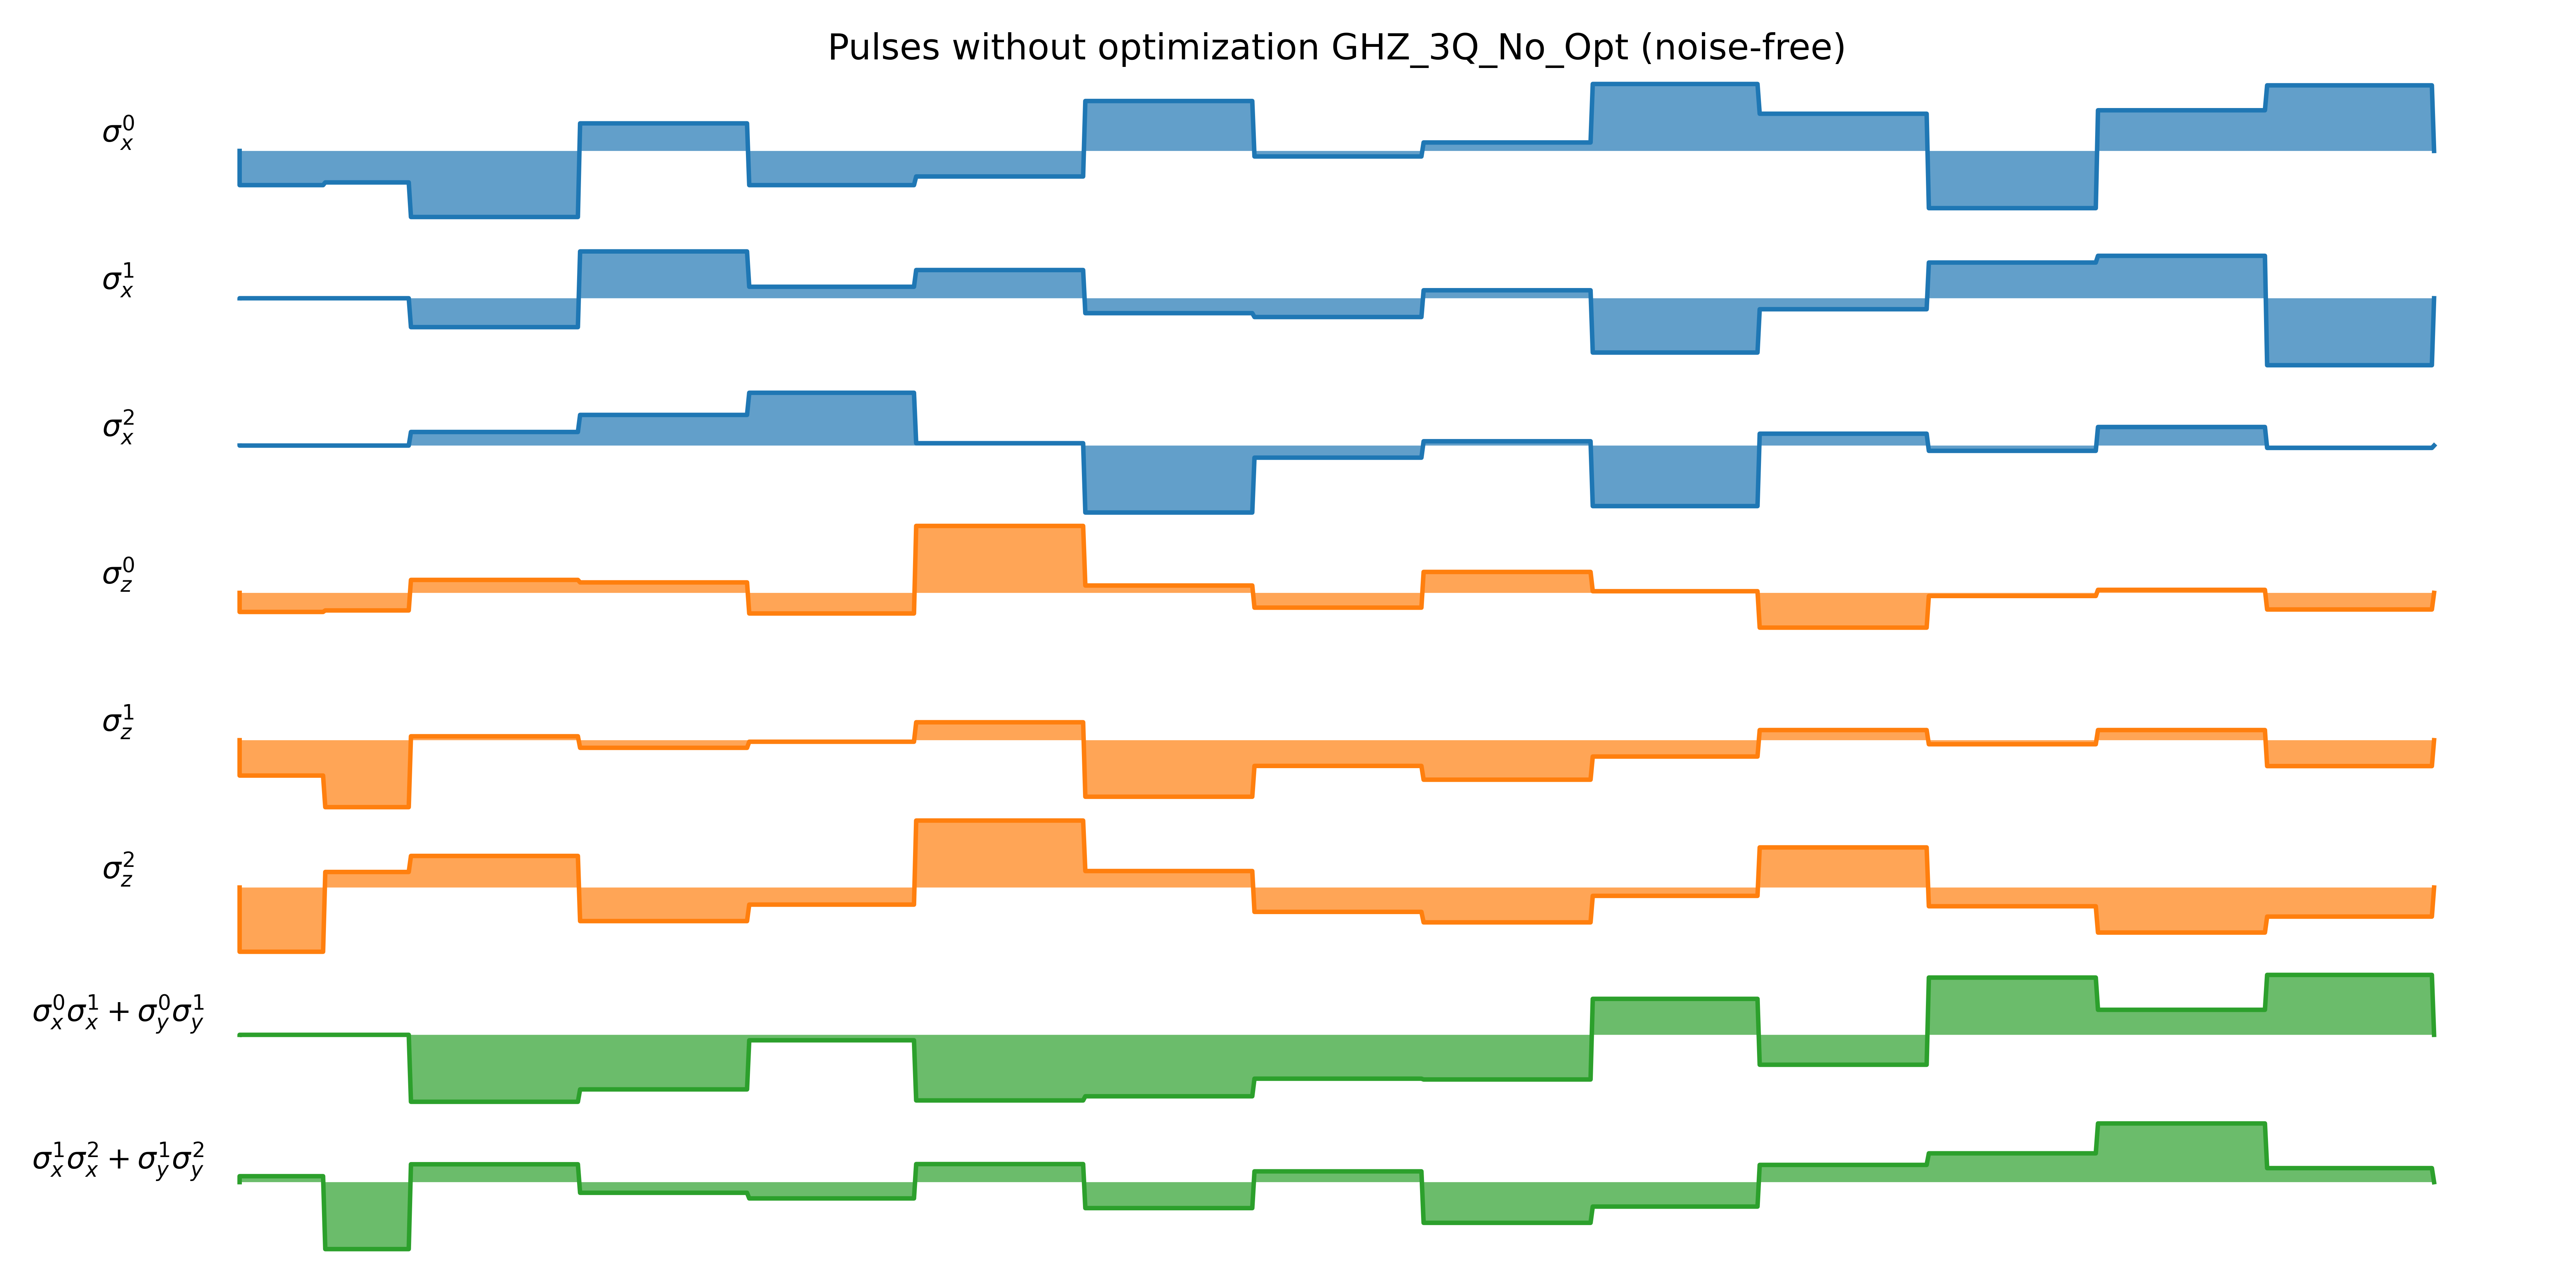 Pulses without optimization GHZ_3Q_No_Opt (noise-free)
σ_x^0
σ_x^1
σ_x^2
σ_z^0
σ_z^1
σ_z^2
σ_x^0σ_x^1 + σ_y^0σ_y^1
σ_x^1σ_x^2 + σ_y^1σ_y^2